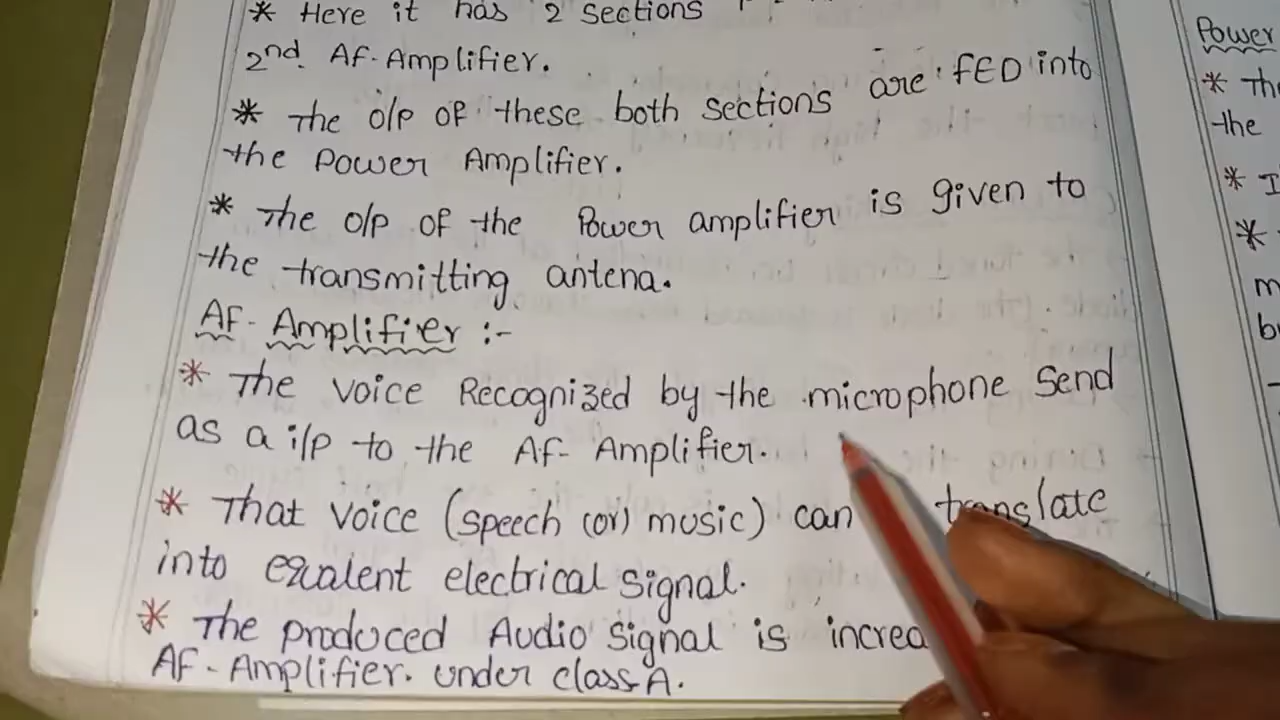 * Here it has 2 sections
2nd. Af-Amplifier.
* the o/p of these both sections are fED into
the power Amplifier.
* The o/p of the Power amplifier is given to
the transmitting antena.
Af-Amplifier :-
* The voice Recognized by the microphone send
as a i/p to the Af-Amplifier.
* That voice (speech (or) music) can translate
into eqalent electrical signal.
* The produced Audio signal is increa
Af-Amplifier. under class-A.
Power
* Th
the
* I
*
m
b